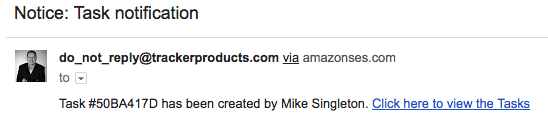 Notice: Task notification
do_not_reply@trackerproducts.com via amazonses.com
to
Task #50BA417D has been created by Mike Singleton. Click here to view the Tasks